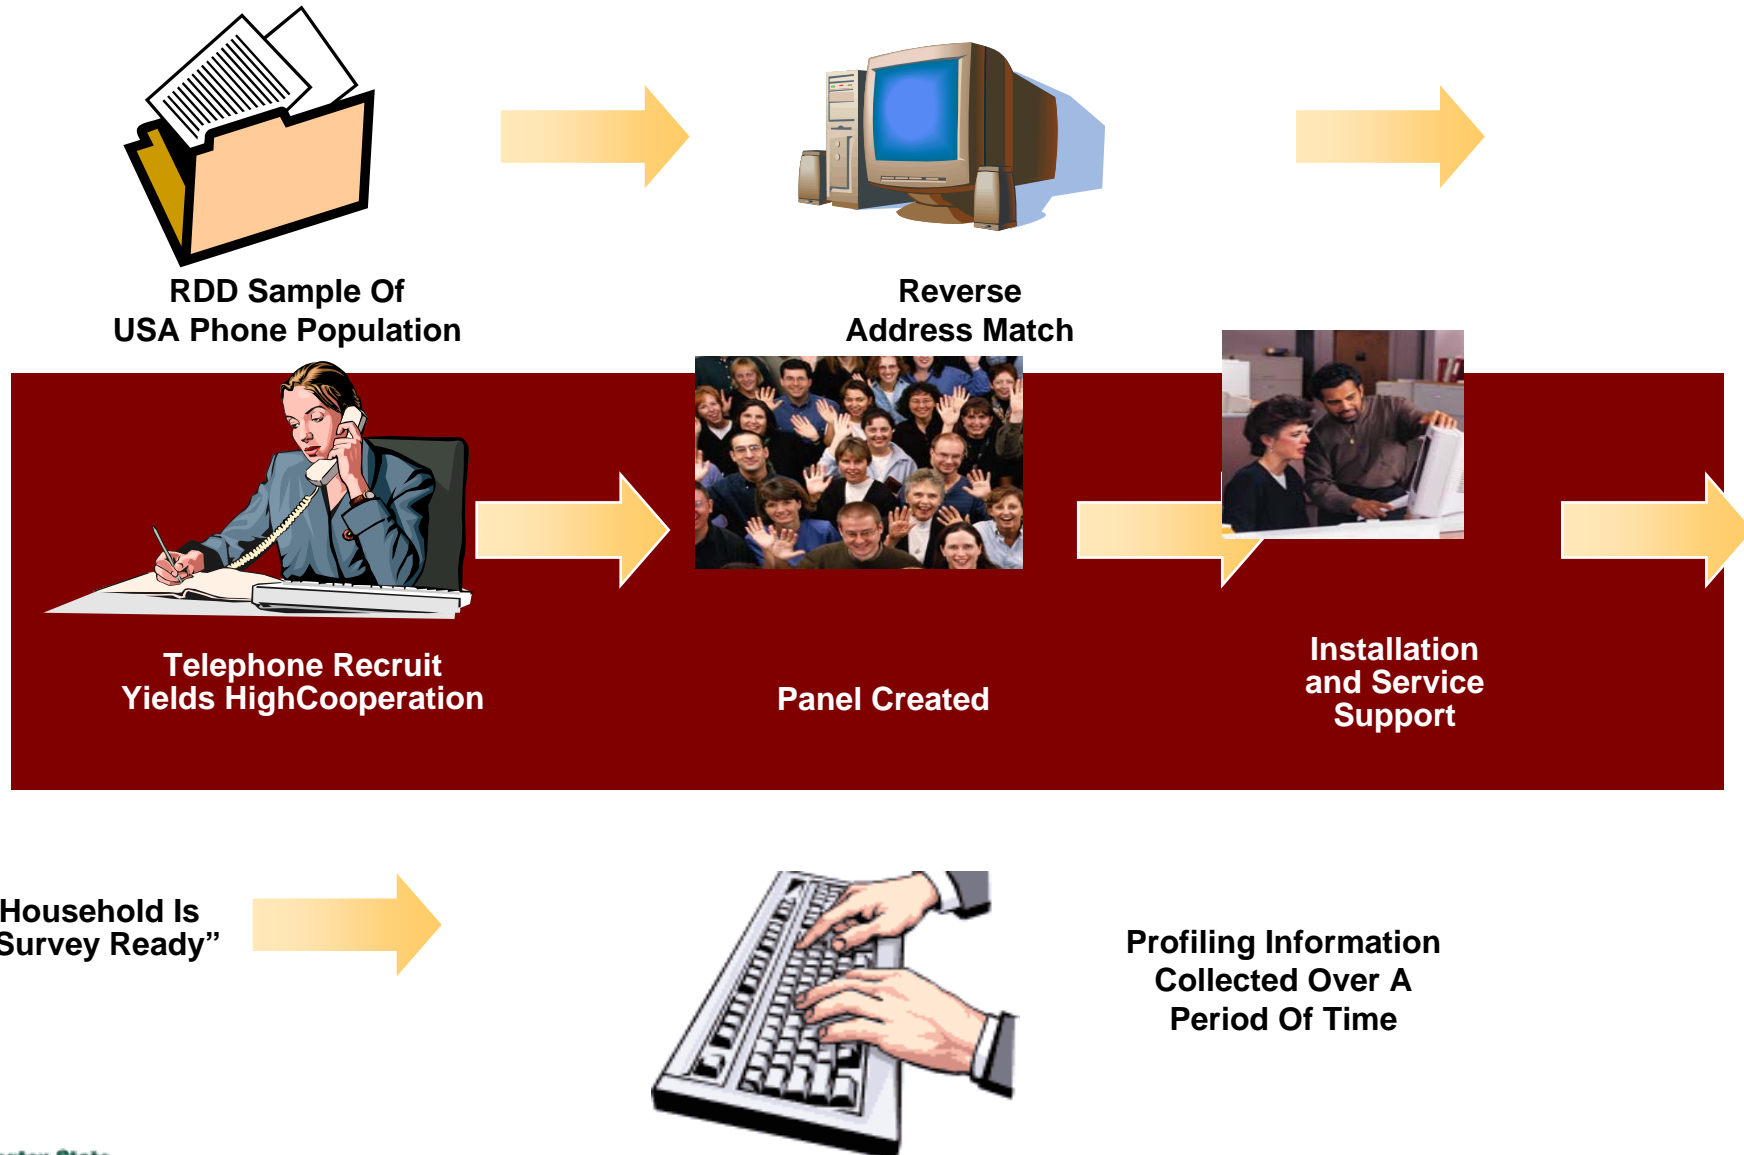 RDD Sample Of
USA Phone Population
Reverse
Address Match
Telephone Recruit
Yields HighCooperation
Panel Created
Installation
and Service
Support
Household Is
Survey Ready”
Profiling Information
Collected Over A
Period Of Time